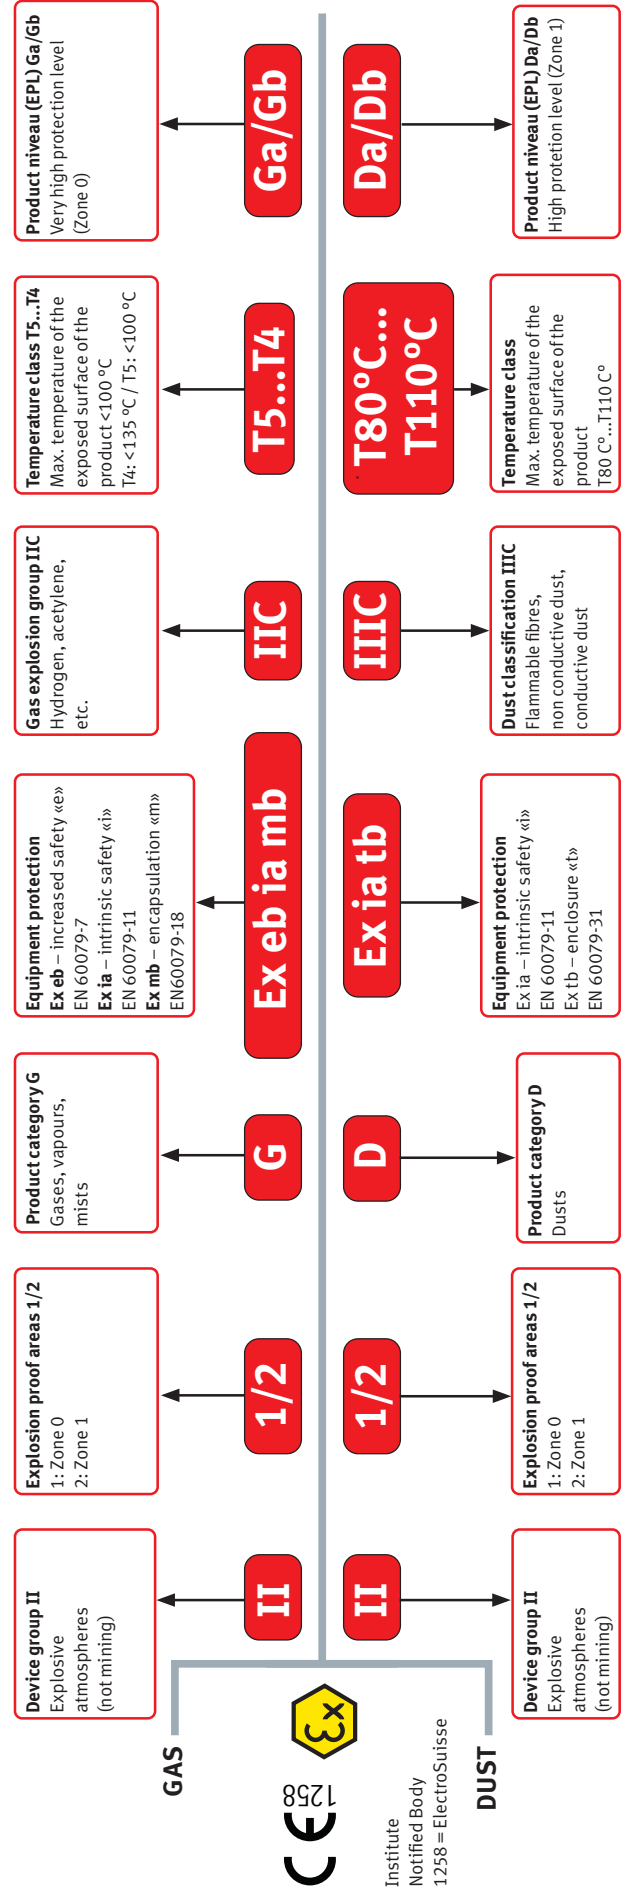 GAS
Device group II
Explosive
atmospheres
(not mining)
II
Explosion proof areas 1/2
1: Zone 0
2: Zone 1
1/2
Product category G
Gases, vapours,
mists
G
Equipment protection
Ex eb – increased safety «e»
EN 60079-7
Ex ia – intrinsic safety «i»
EN 60079-11
Ex mb – encapsulation «m»
EN60079-18
Ex eb ia mb
Gas explosion group IIC
Hydrogen, acetylene,
etc.
IIC
Temperature class T5...T4
Max. temperature of the
exposed surface of the
product <100 °C
T4: <135 °C / T5: <100 °C
T5...T4
Product niveau (EPL) Ga/Gb
Very high protection level
(Zone 0)
Ga/Gb
CE 1258
Ex
Institute
Notified Body
1258 = ElectroSuisse
DUST
II
Device group II
Explosive
atmospheres
(not mining)
1/2
Explosion proof areas 1/2
1: Zone 0
2: Zone 1
D
Product category D
Dusts
Ex ia tb
Equipment protection
Ex ia – intrinsic safety «i»
EN 60079-11
Ex tb – enclosure «t»
EN 60079-31
IIIC
Dust classification IIIC
Flammable fibres,
non conductive dust,
conductive dust
T80°C...
T110°C
Temperature class
Max. temperature of the
exposed surface of the
product
T80 C°...T110 C°
Da/Db
Product niveau (EPL) Da/Db
High protetion level (Zone 1)